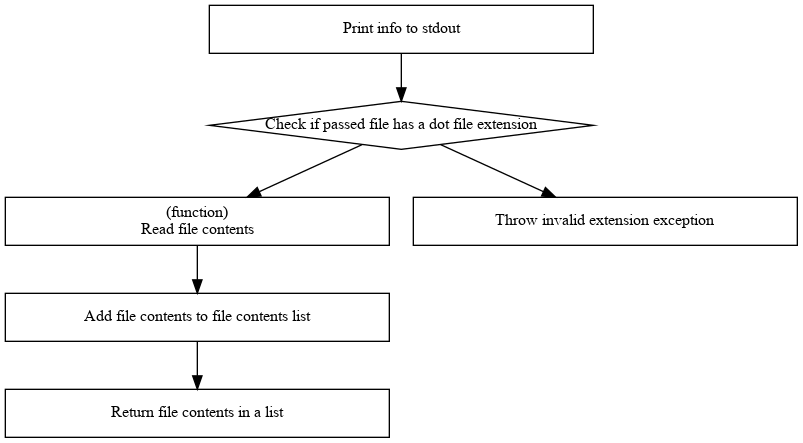 Print info to stdout
Check if passed file has a dot file extension
(function)
Read file contents
Throw invalid extension exception
Add file contents to file contents list
Return file contents in a list